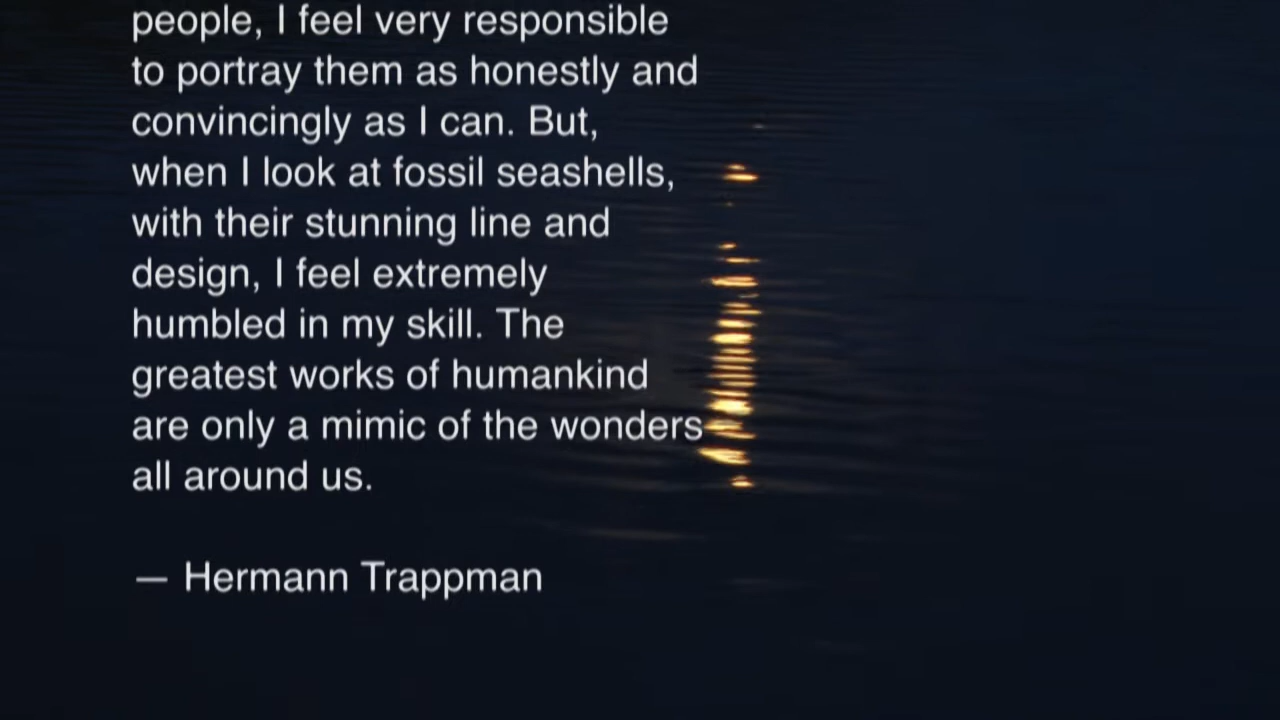 people, I feel very responsible
to portray them as honestly and
convincingly as I can. But,
when I look at fossil seashells,
with their stunning line and
design, I feel extremely
humbled in my skill. The
greatest works of humankind
are only a mimic of the wonders
all around us.
— Hermann Trappman